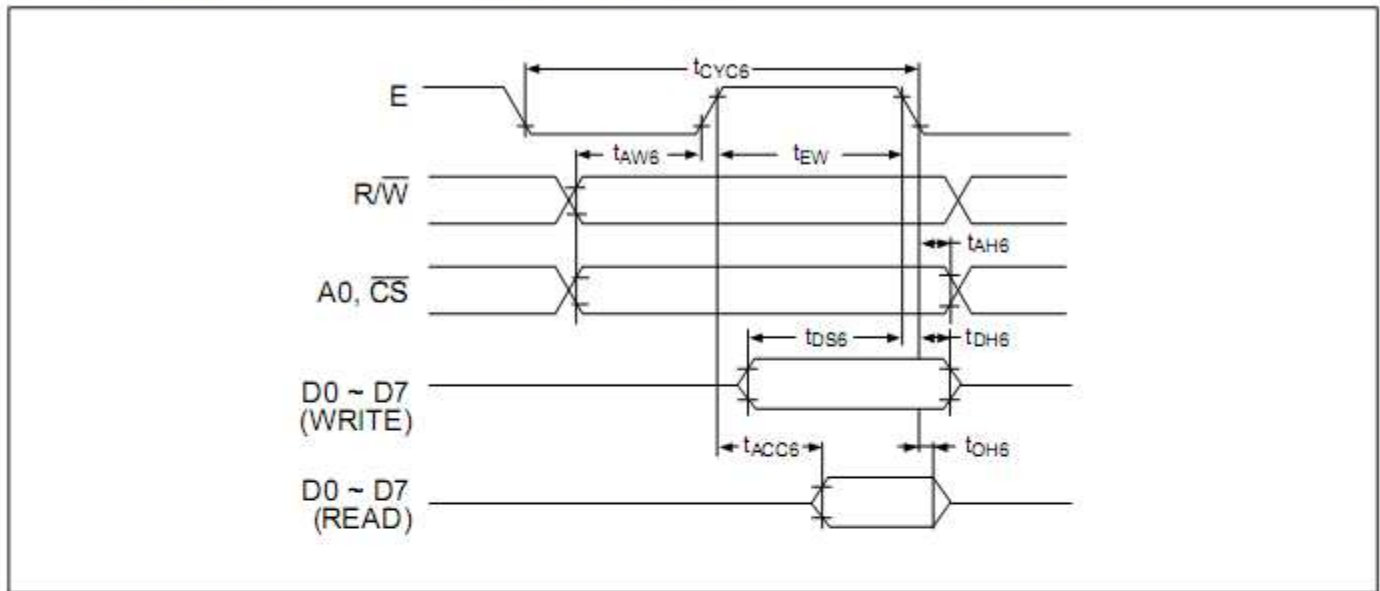 tCYC6
E
tAW6
tEW
R/W
tAH6
A0, CS
tDS6
tDH6
D0 ~ D7
(WRITE)
tACC6
tOH6
D0 ~ D7
(READ)